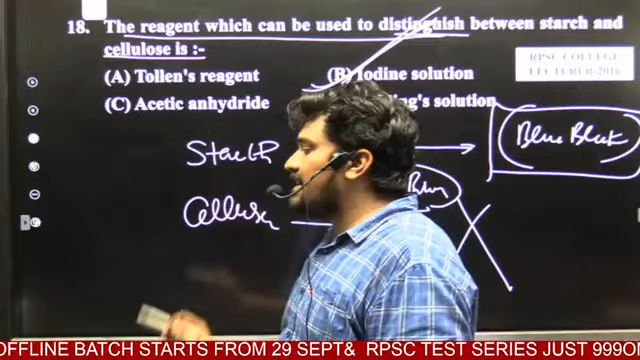 18. The reagent which can be used to distinguish between starch and
cellulose is :-
RPSC COLLEGE
LECTURER-2016
(A) Tollen's reagent (B) Iodine solution
(C) Acetic anhydride ing's solution
Starch Blue Black
Cellulose
OFFLINE BATCH STARTS FROM 29 SEPT& RPSC TEST SERIES JUST 999O